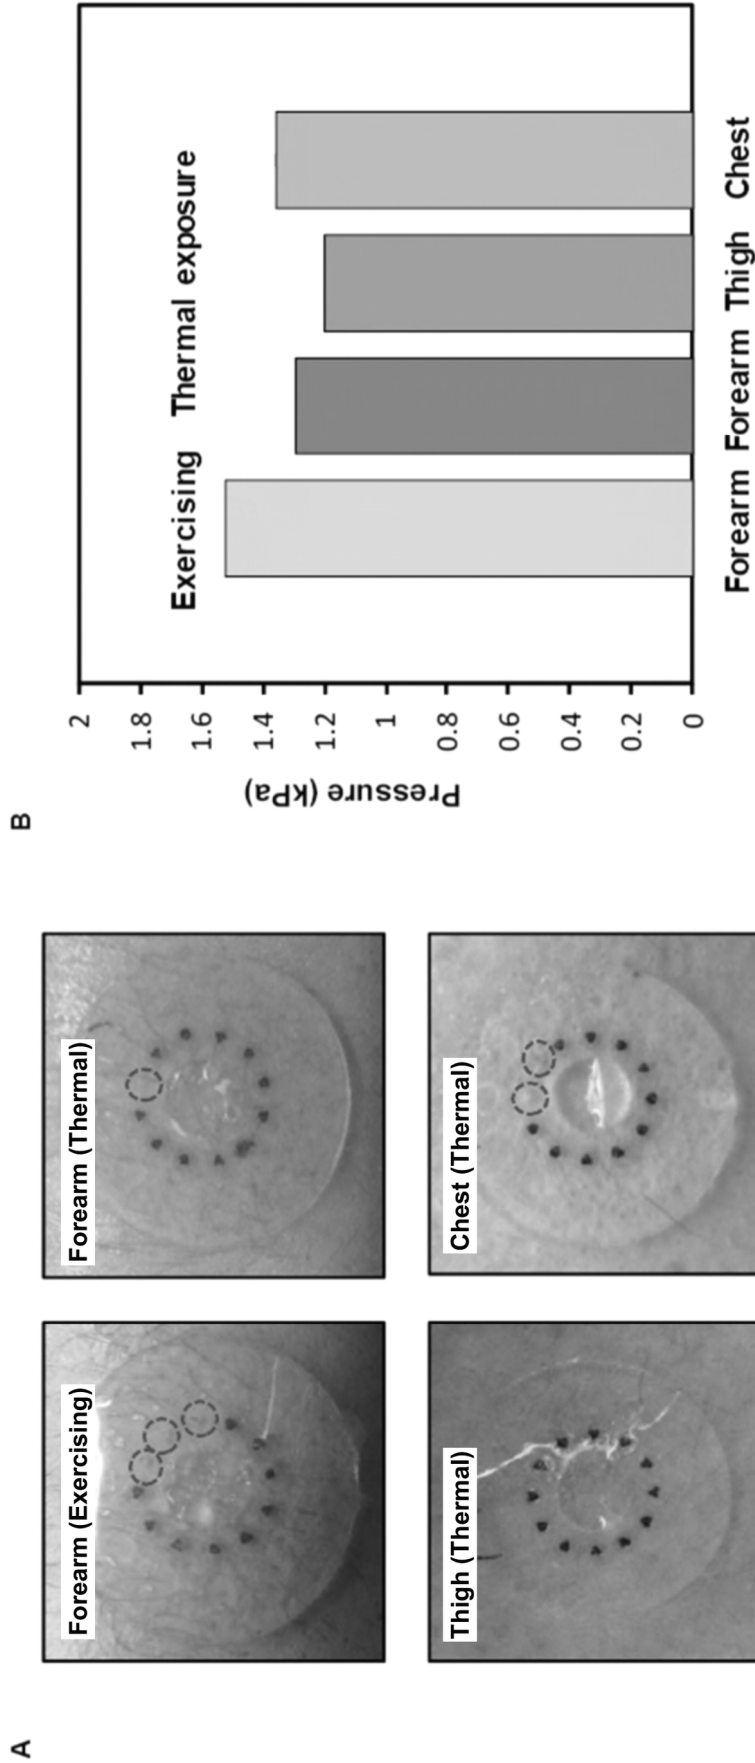 A
Forearm (Exercising)
Forearm (Thermal)
Thigh (Thermal)
Chest (Thermal)
B
Pressure (kPa)
2
1.8
1.6
1.4
1.2
1
0.8
0.6
0.4
0.2
0
Exercising Thermal exposure
Forearm Forearm Thigh Chest